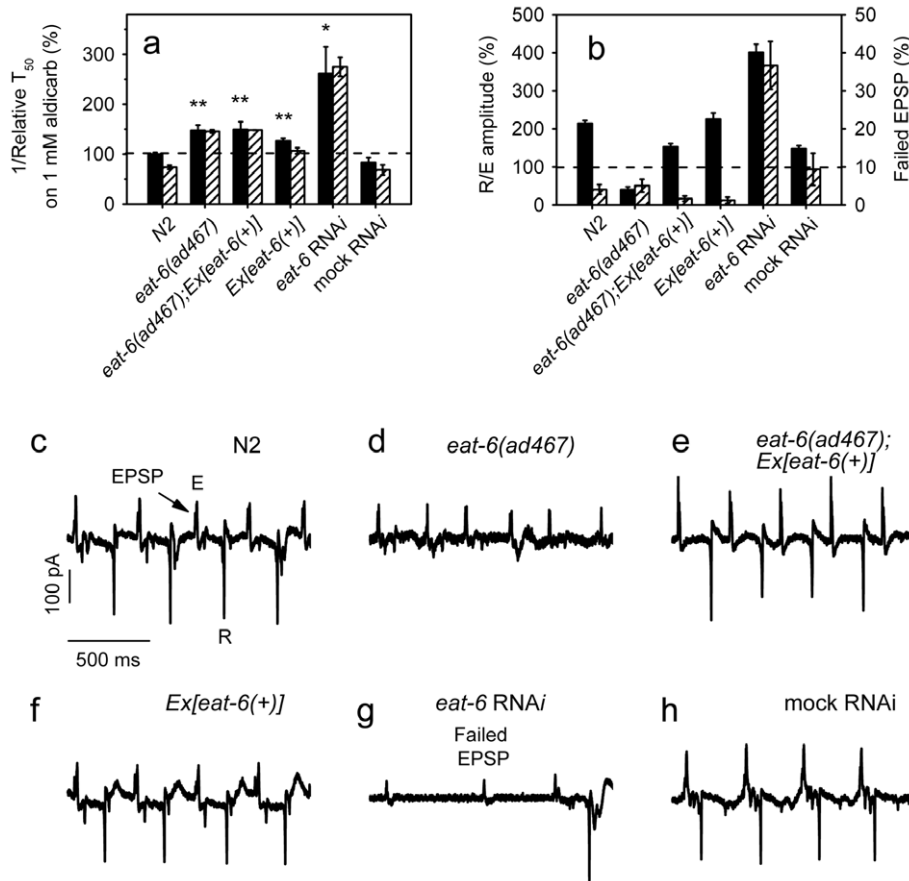 a
1/Relative T50
on 1 mM aldicarb (%)
300
200
150
100
50
0
**
**
**
*
N2
eat-6(ad467)
eat-6(ad467);Ex[eat-6(+)]
Ex[eat-6(+)]
eat-6 RNAi
mock RNAi
b
R/E amplitude (%)
500
400
300
200
100
0
Failed EPSP (%)
50
40
30
20
10
0
N2
eat-6(ad467)
eat-6(ad467);Ex[eat-6(+)]
Ex[eat-6(+)]
eat-6 RNAi
mock RNAi
c
N2
EPSP
E
100 pA
R
500 ms
d
eat-6(ad467)
e
eat-6(ad467);
Ex[eat-6(+)]
f
Ex[eat-6(+)]
g
eat-6 RNAi
Failed
EPSP
h
mock RNAi